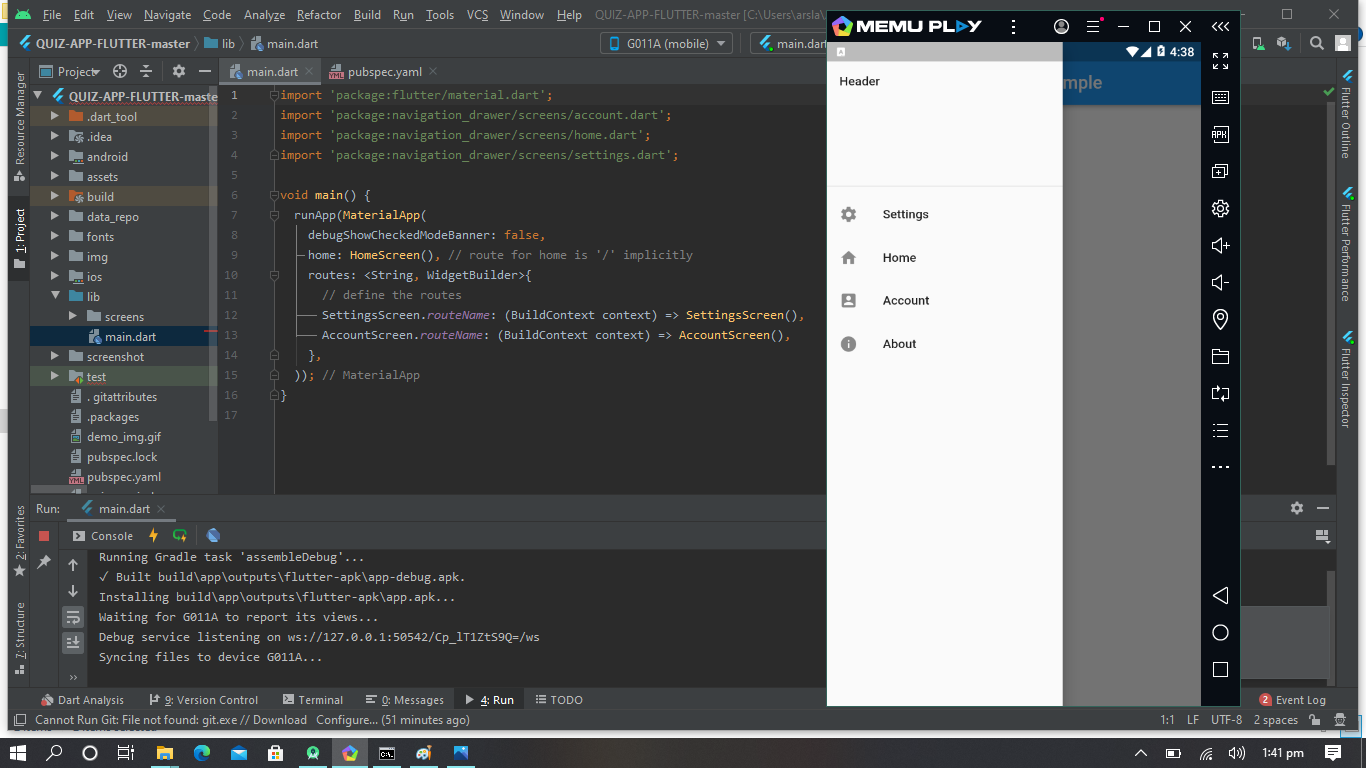 File Edit View Navigate Code Analyze Refactor Build Run Tools VCS Window Help QUIZ-APP-FLUTTER-master [C:\Users\arsla\
QUIZ-APP-FLUTTER-master lib main.dart G011A (mobile) main.dart
Project main.dart pubspec.yaml
Resource Manager
1: Project
2: Favorites
7: Structure
QUIZ-APP-FLUTTER-maste
.dart_tool
.idea
android
assets
build
data_repo
fonts
img
ios
lib
screens
main.dart
screenshot
test
. gitattributes
.packages
demo_img.gif
pubspec.lock
pubspec.yaml
1 import 'package:flutter/material.dart';
2 import 'package:navigation_drawer/screens/account.dart';
3 import 'package:navigation_drawer/screens/home.dart';
4 import 'package:navigation_drawer/screens/settings.dart';
5
6 void main() {
7 runApp(MaterialApp(
8 debugShowCheckedModeBanner: false,
9 home: HomeScreen(), // route for home is '/' implicitly
10 routes: <String, WidgetBuilder>{
11 // define the routes
12 SettingsScreen.routeName: (BuildContext context) => SettingsScreen(),
13 AccountScreen.routeName: (BuildContext context) => AccountScreen(),
14 },
15 )); // MaterialApp
16 }
17
MEMU PLAY
4:38
mple
Header
Settings
Home
Account
About
APK
Flutter Outline
Flutter Performance
Flutter Inspector
Run: main.dart
Console
Running Gradle task 'assembleDebug'...
√ Built build\app\outputs\flutter-apk\app-debug.apk.
Installing build\app\outputs\flutter-apk\app.apk...
Waiting for G011A to report its views...
Debug service listening on ws://127.0.0.1:50542/Cp_lT1ZtS9Q=/ws
Syncing files to device G011A...
Dart Analysis 9: Version Control Terminal 0: Messages 4: Run TODO 2 Event Log
Cannot Run Git: File not found: git.exe // Download Configure... (51 minutes ago) 1:1 LF UTF-8 2 spaces
1:41 pm